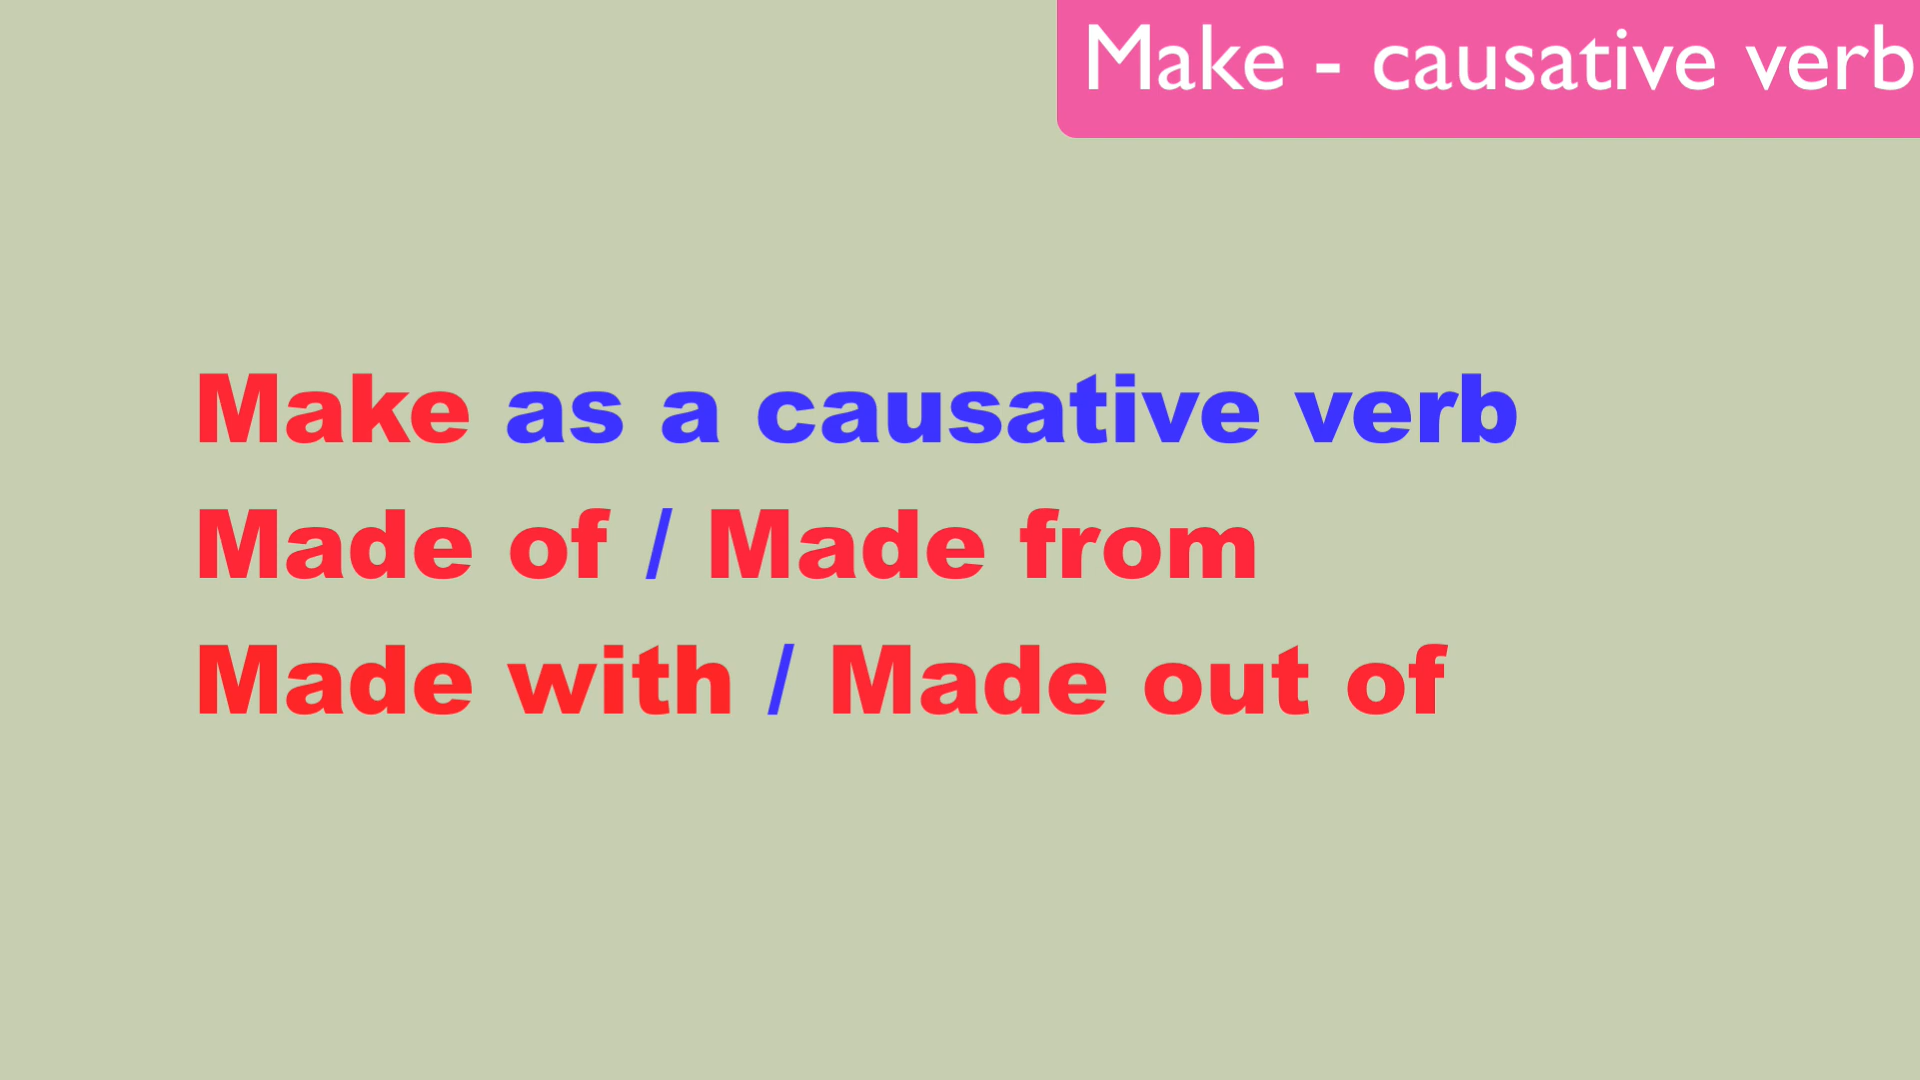 Make - causative verb
Make as a causative verb
Made of / Made from
Made with / Made out of